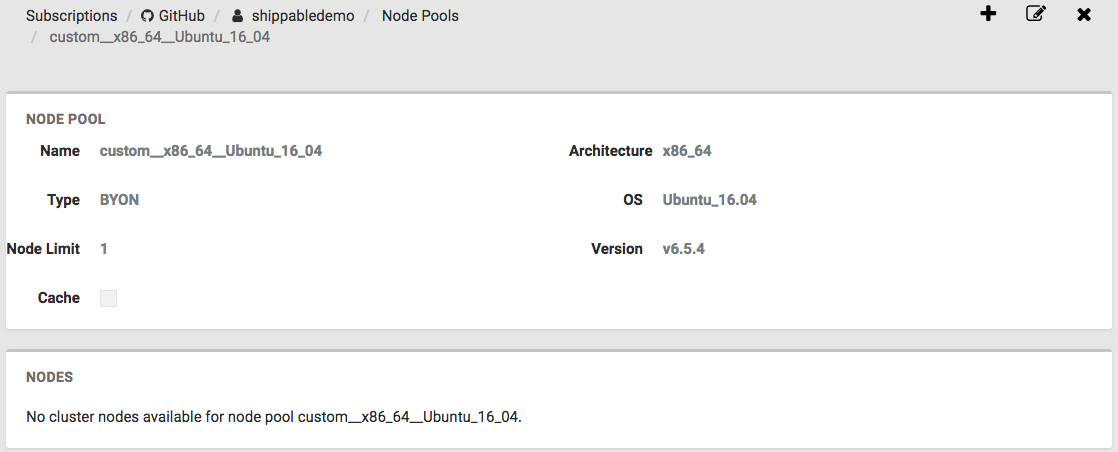 Subscriptions / GitHub / shippabledemo / Node Pools
/ custom__x86_64__Ubuntu_16_04
NODE POOL
Name custom__x86_64__Ubuntu_16_04 Architecture x86_64
Type BYON OS Ubuntu_16.04
Node Limit 1 Version v6.5.4
Cache
NODES
No cluster nodes available for node pool custom__x86_64__Ubuntu_16_04.